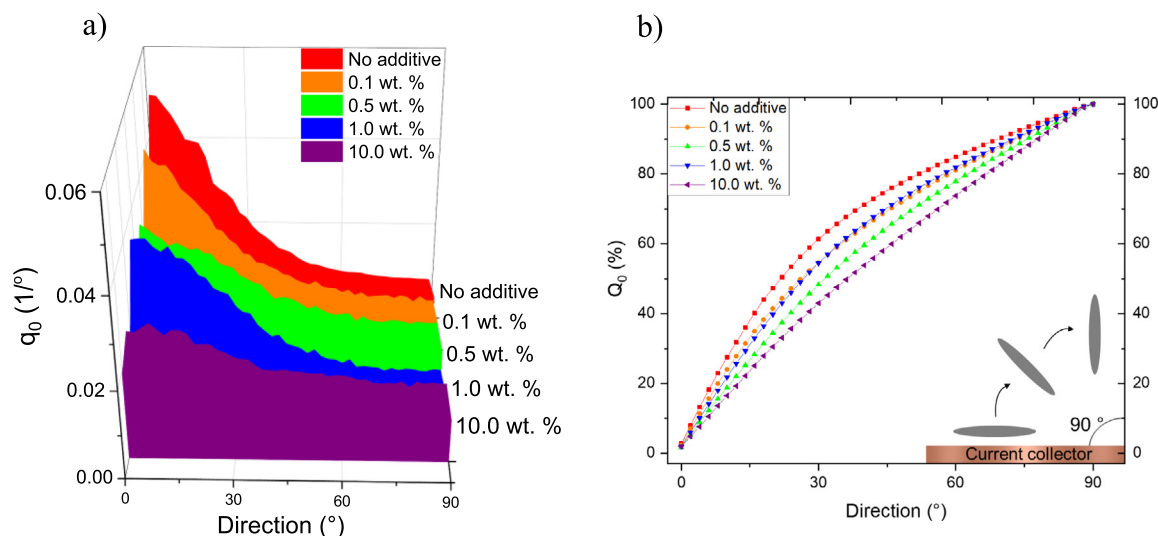 a)
No additive
0.1 wt. %
0.5 wt. %
1.0 wt. %
10.0 wt. %
0.06
0.04
0.02
0.00
q0 (1/°)
No additive
0.1 wt. %
0.5 wt. %
1.0 wt. %
10.0 wt. %
0
30
60
90
Direction (°)
b)
No additive
0.1 wt. %
0.5 wt. %
1.0 wt. %
10.0 wt. %
100
80
60
40
20
0
Q0 (%)
100
80
60
40
20
0
90 °
Current collector
0
30
60
90
Direction (°)